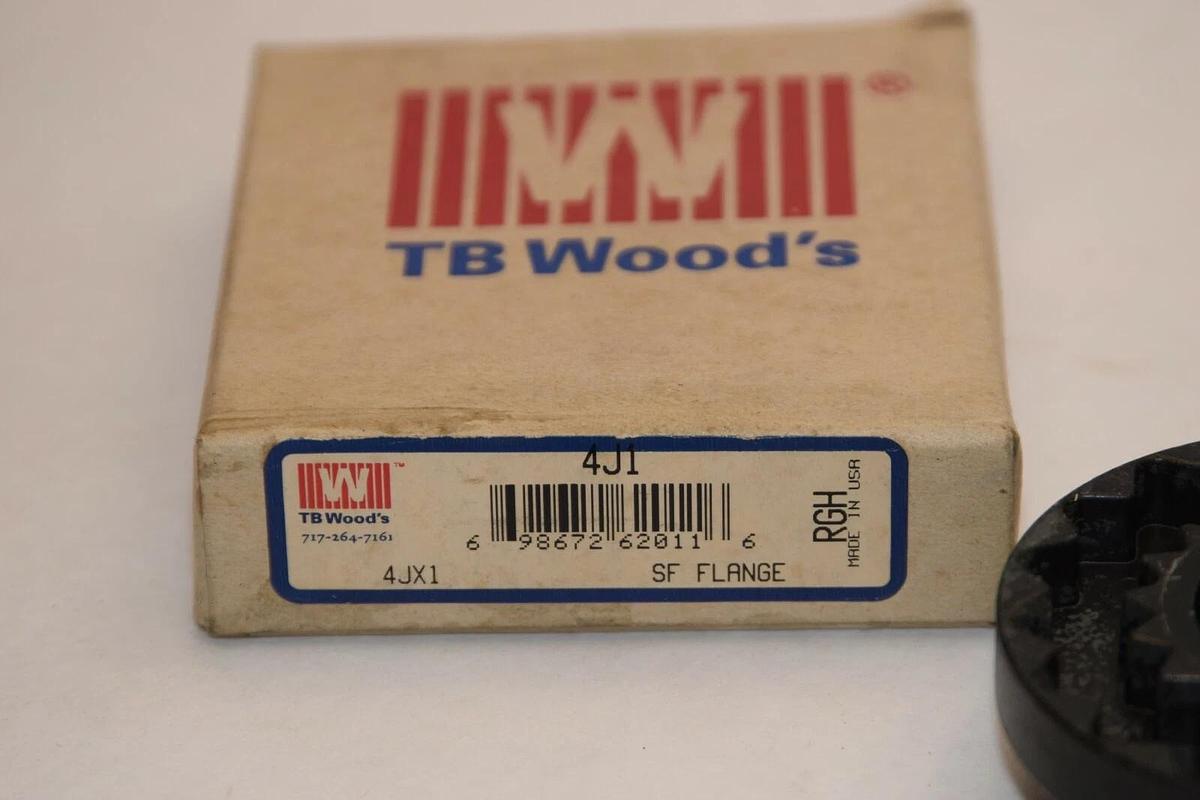 ®
TB Wood's
4J1
™
TB Wood's
717-264-7161
6 98672 62011 6
4JX1
SF FLANGE
RGH
MADE IN USA